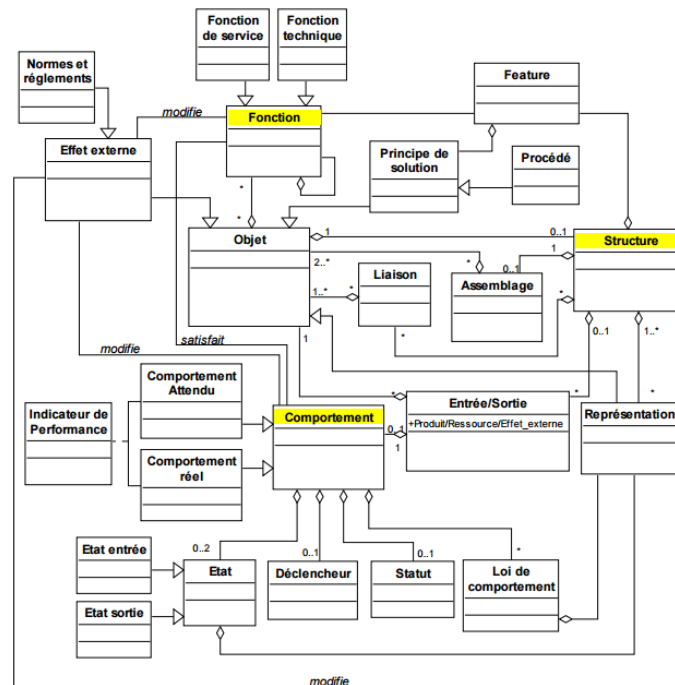 Fonction
de service
Fonction
technique
Normes et
réglements
Feature
modifie
Fonction
Effet externe
Principe de
solution
Procédé
*
*
Objet
1
0..1
Structure
2..*
*
1
0..1
Liaison
Assemblage
1..*
*
*
*
1
0..1
1..*
modifie
satisfait
Comportement
Attendu
*
Entrée/Sortie
*
*
Indicateur de
Performance
Comportement
+Produit/Ressource/Effet_externe
Représentation
0..1
1
Comportement
réel
0..2
0..1
0..1
*
Etat entrée
Etat
Déclencheur
Statut
Loi de
comportement
Etat sortie
modifie